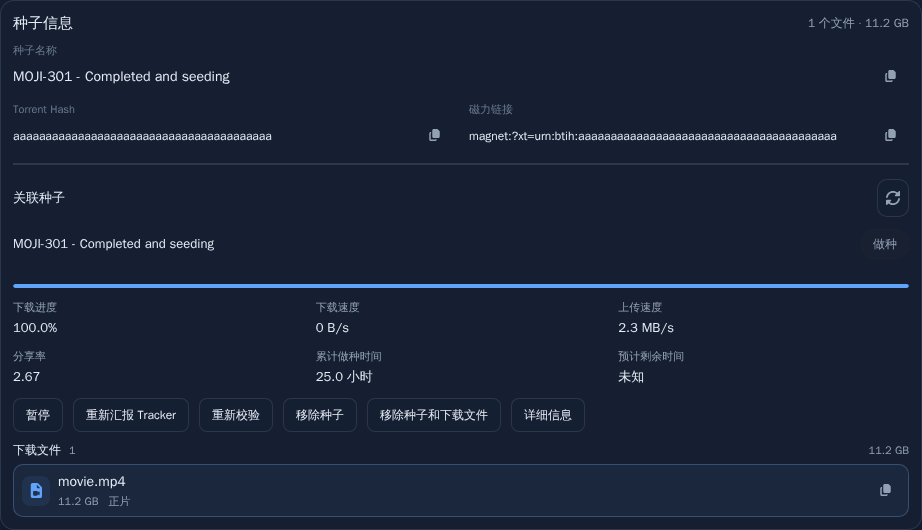 种子信息
1 个文件 · 11.2 GB
种子名称
MOJI-301 - Completed and seeding
Torrent Hash
磁力链接
aaaaaaaaaaaaaaaaaaaaaaaaaaaaaaaaaaaaaaaa
magnet:?xt=urn:btih:aaaaaaaaaaaaaaaaaaaaaaaaaaaaaaaaaaaaaaaa
关联种子
MOJI-301 - Completed and seeding
做种
下载进度
下载速度
上传速度
100.0%
0 B/s
2.3 MB/s
分享率
累计做种时间
预计剩余时间
2.67
25.0 小时
未知
暂停
重新汇报 Tracker
重新校验
移除种子
移除种子和下载文件
详细信息
下载文件 1
11.2 GB
movie.mp4
11.2 GB 正片